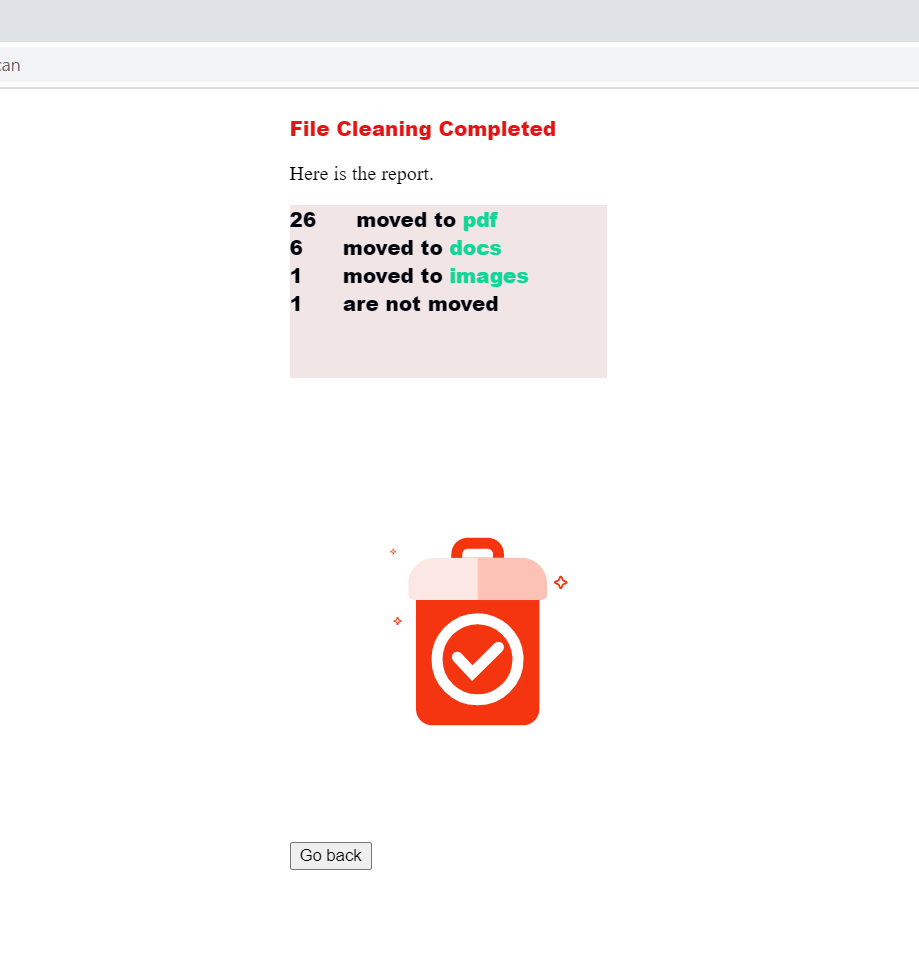 File Cleaning Completed
Here is the report.
26 moved to pdf
6 moved to docs
1 moved to images
1 are not moved
Go back